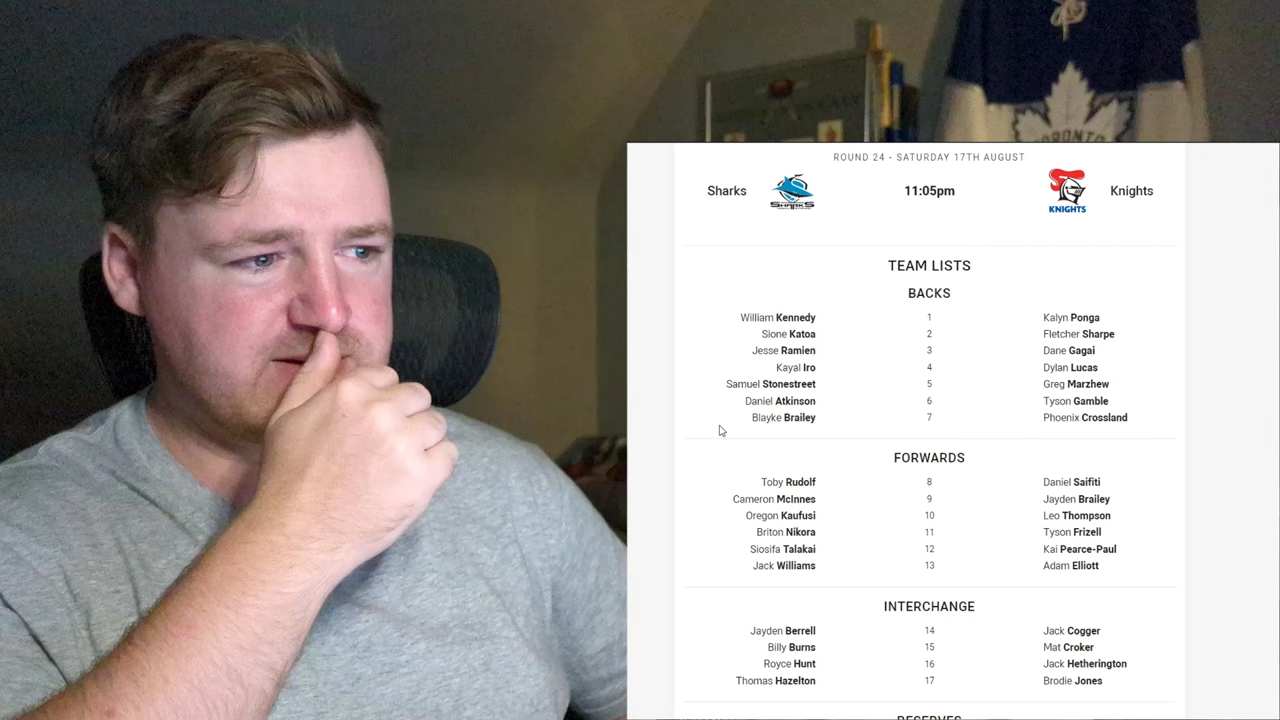 TORONTO
ROUND 24 - SATURDAY 17TH AUGUST
Sharks SHARKS 11:05pm KNIGHTS Knights
TEAM LISTS
BACKS
William Kennedy 1 Kalyn Ponga
Sione Katoa 2 Fletcher Sharpe
Jesse Ramien 3 Dane Gagai
Kayal Iro 4 Dylan Lucas
Samuel Stonestreet 5 Greg Marzhew
Daniel Atkinson 6 Tyson Gamble
Blayke Brailey 7 Phoenix Crossland
FORWARDS
Toby Rudolf 8 Daniel Saifiti
Cameron McInnes 9 Jayden Brailey
Oregon Kaufusi 10 Leo Thompson
Briton Nikora 11 Tyson Frizell
Siosifa Talakai 12 Kai Pearce-Paul
Jack Williams 13 Adam Elliott
INTERCHANGE
Jayden Berrell 14 Jack Cogger
Billy Burns 15 Mat Croker
Royce Hunt 16 Jack Hetherington
Thomas Hazelton 17 Brodie Jones
RESERVES